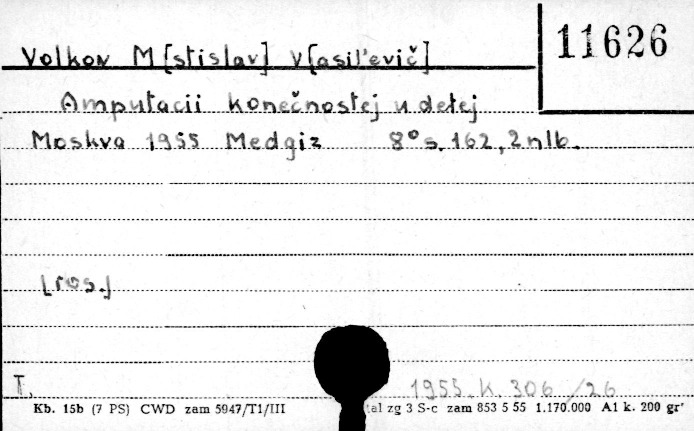 11626
Volkov M[stislav] V[asil'evič]
Amputacii konečnostej u detej
Moskva 1955 Medgiz 8° s. 162, 2 nlb.
[ros.]
T. 1955. K. 306 /26
Kb. 15b (7 PS) CWD zam 5947/T1/III tal zg 3 S-c zam 853 5 55 1.170.000 A1 k. 200 gr